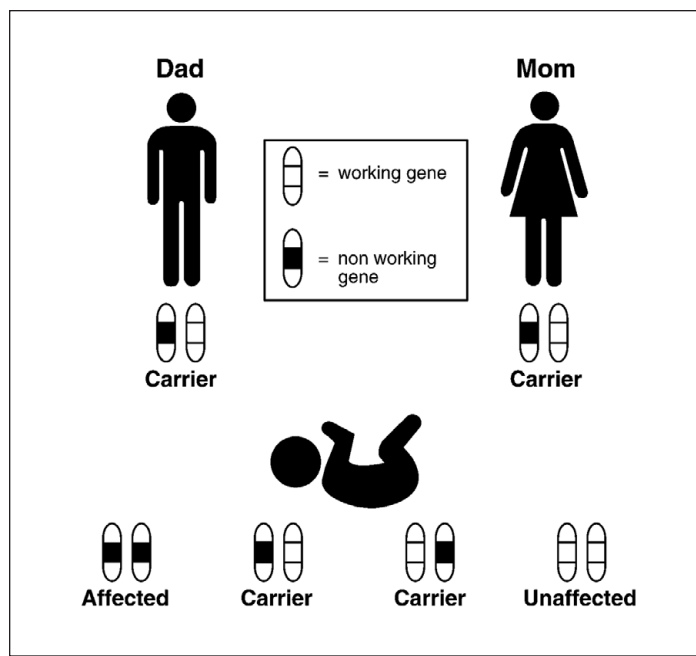 Dad
Mom
= working gene
= non working
gene
Carrier
Carrier
Affected
Carrier
Carrier
Unaffected